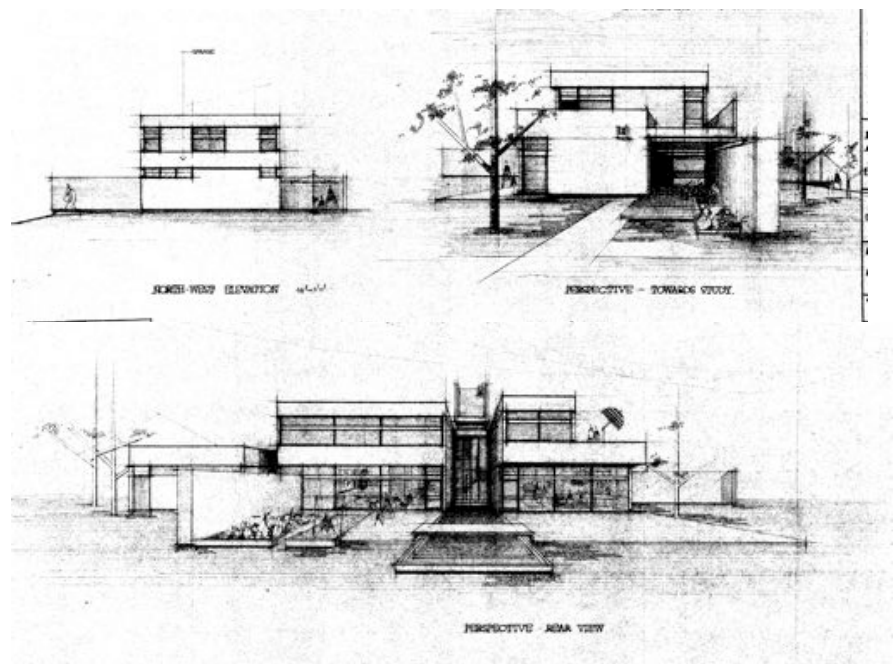 NORTH-WEST ELEVATION
PERSPECTIVE - TOWARDS STUDY.
PERSPECTIVE REAR VIEW